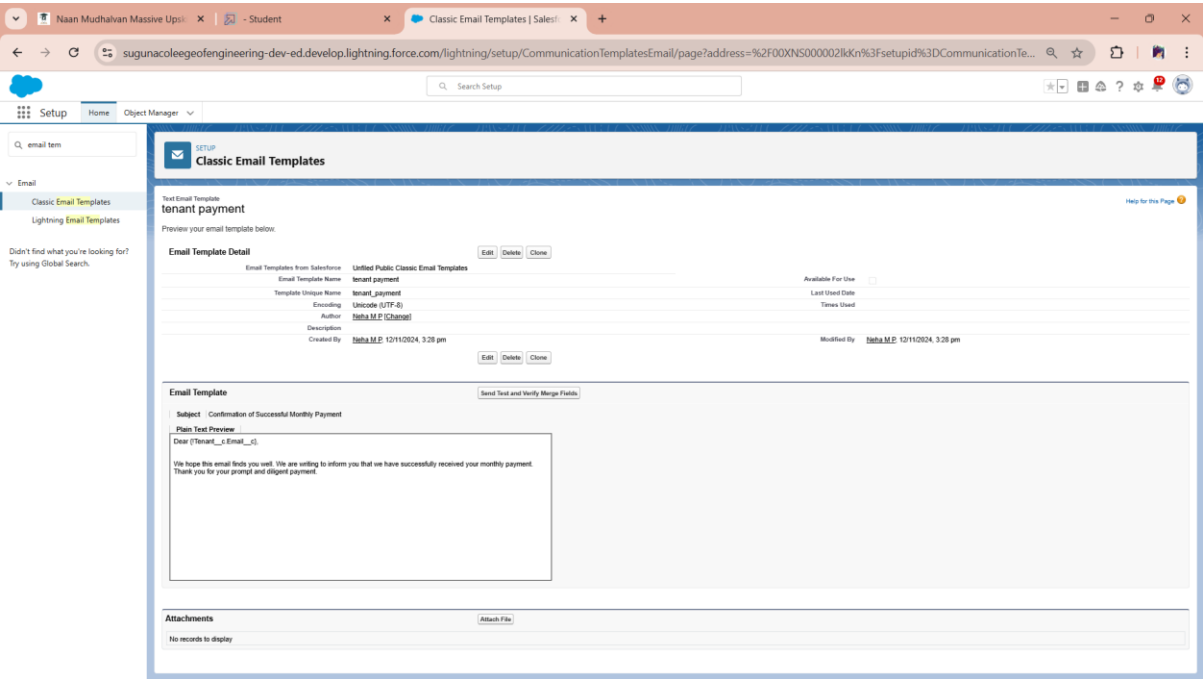 Naan Mudhalvan Massive Upsk
- Student
Classic Email Templates | Salesf
sugunacoleegeofengineering-dev-ed.develop.lightning.force.com/lightning/setup/CommunicationTemplatesEmail/page?address=%2F00XNS000002lkKn%3Fsetupid%3DCommunicationTe...
Search Setup
12
Setup Home Object Manager
email tem
SETUP
Classic Email Templates
Email
Classic Email Templates
Lightning Email Templates
Didn't find what you're looking for?
Try using Global Search.
Text Email Template
tenant payment
Help for this Page
Preview your email template below.
Email Template Detail Edit Delete Clone
Email Templates from Salesforce Unfiled Public Classic Email Templates
Email Template Name tenant payment Available For Use
Template Unique Name tenant_payment Last Used Date
Encoding Unicode (UTF-8) Times Used
Author Neha M P [Change]
Description
Created By Neha M P, 12/11/2024, 3:28 pm Modified By Neha M P, 12/11/2024, 3:28 pm
Edit Delete Clone
Email Template Send Test and Verify Merge Fields
Subject Confirmation of Successful Monthly Payment
Plain Text Preview
Dear {!Tenant__c.Email__c},
We hope this email finds you well. We are writing to inform you that we have successfully received your monthly payment.
Thank you for your prompt and diligent payment.
Attachments Attach File
No records to display